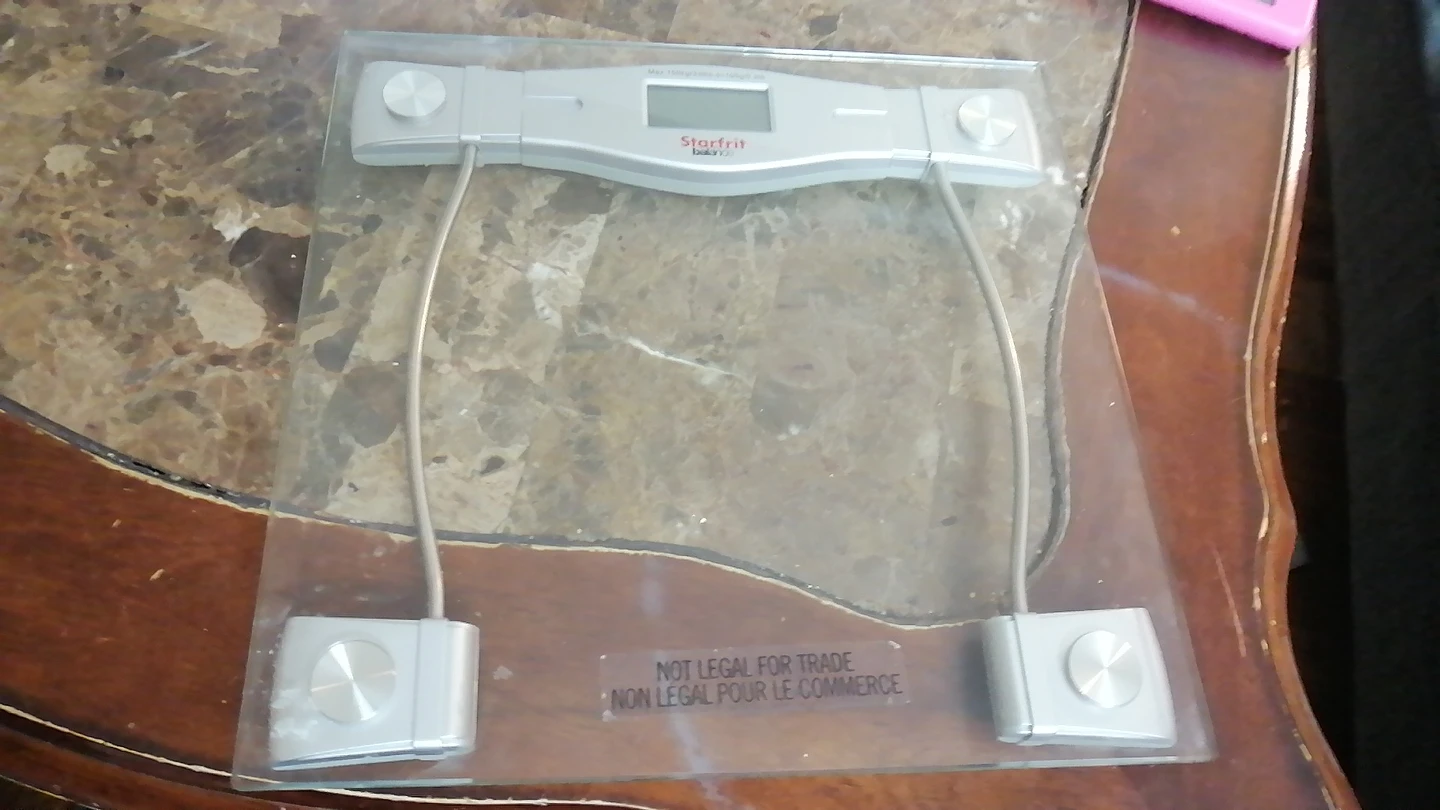 Starfrit
balance
NOT LEGAL FOR TRADE
NON LEGAL POUR LE COMMERCE